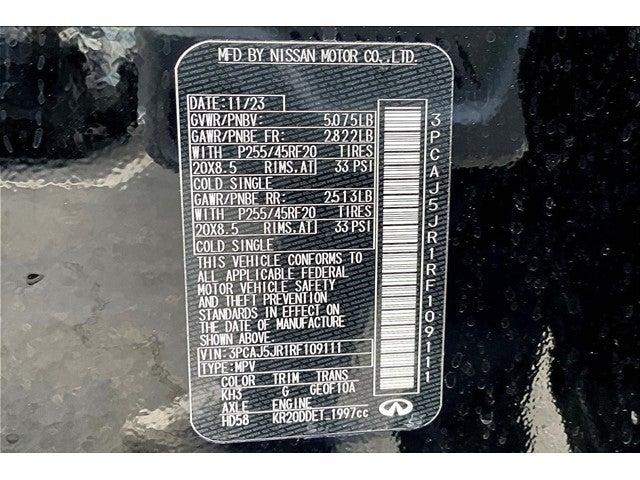 MFD BY NISSAN MOTOR CO.,LTD.
DATE:11/23
GVWR/PNBV: 5,075LB
GAWR/PNBE FR: 2822LB
WITH P255/45RF20 TIRES
20X8.5 RIMS.AT 33 PSI
COLD SINGLE
GAWR/PNBE RR: 2513LB
WITH P255/45RF20 TIRES
20X8.5 RIMS.AT 33 PSI
COLD SINGLE
THIS VEHICLE CONFORMS TO
ALL APPLICABLE FEDERAL
MOTOR VEHICLE SAFETY
AND THEFT PREVENTION
STANDARDS IN EFFECT ON
THE DATE OF MANUFACTURE
SHOWN ABOVE.
VIN:3PCAJ5JR1RF109111
TYPE:MPV
COLOR TRIM TRANS
KH3 G GE0F10A
AXLE ENGINE
HD58 KR20DDET 1997cc
3PCAJ5JR1RF109111